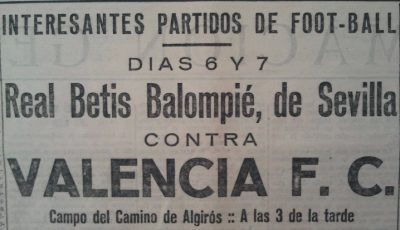 INTERESANTES PARTIDOS DE FOOT-BALL
DIAS 6 Y 7
Real Betis Balompié, de Sevilla
CONTRA
VALENCIA F. C.
Campo del Camino de Algirós :: A las 3 de la tarde